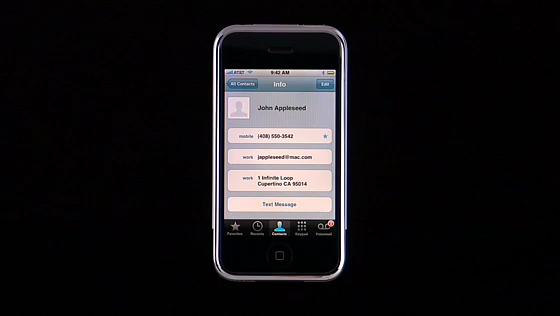 AT&T 9:42 AM
All Contacts Info Edit
John Appleseed
mobile (408) 550-3542
work jappleseed@mac.com
work 1 Infinite Loop
Cupertino CA 95014
Text Message
Favorites Recents Contacts Keypad Voicemail